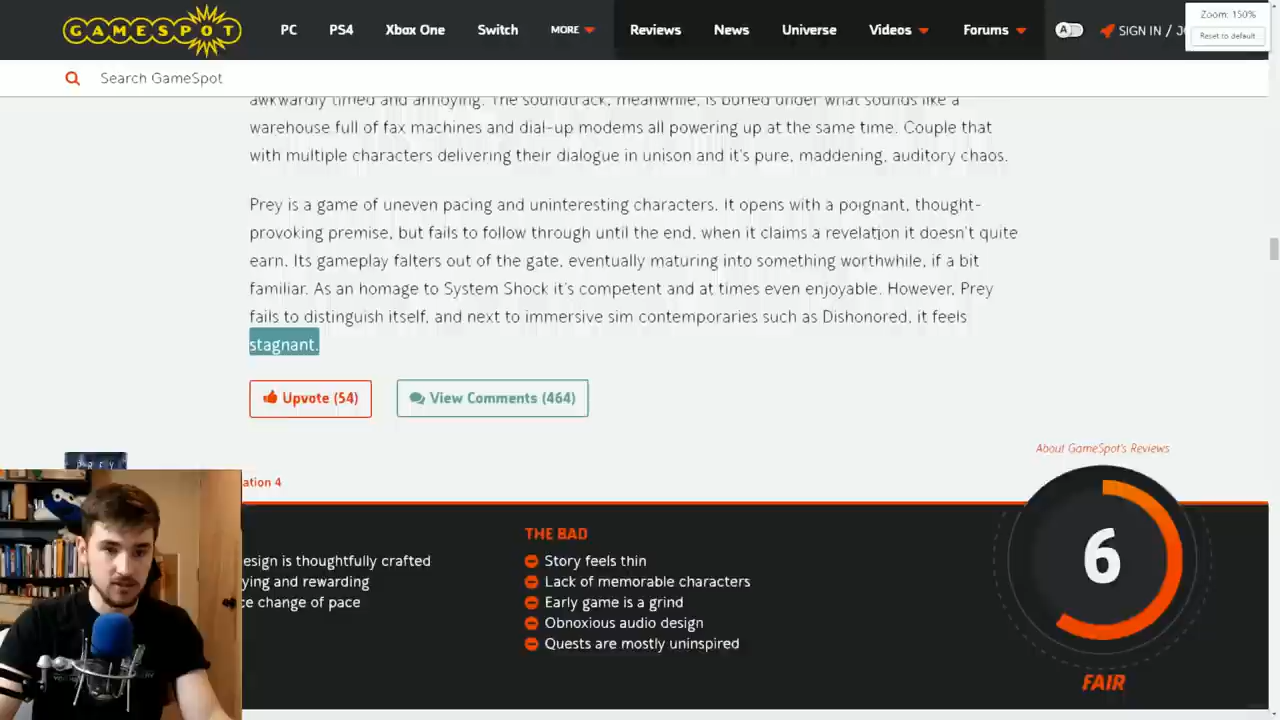 GAMESPOT
PC PS4 Xbox One Switch MORE Reviews News Universe Videos Forums A SIGN IN / JO
Zoom: 150%
Reset to default
Search GameSpot
awkwardly timed and annoying. The soundtrack, meanwhile, is buried under what sounds like a
warehouse full of fax machines and dial-up modems all powering up at the same time. Couple that
with multiple characters delivering their dialogue in unison and it's pure, maddening, auditory chaos.
Prey is a game of uneven pacing and uninteresting characters. It opens with a poignant, thought-
provoking premise, but fails to follow through until the end, when it claims a revelation it doesn't quite
earn. Its gameplay falters out of the gate, eventually maturing into something worthwhile, if a bit
familiar. As an homage to System Shock it's competent and at times even enjoyable. However, Prey
fails to distinguish itself, and next to immersive sim contemporaries such as Dishonored, it feels
stagnant.
Upvote (54) View Comments (464)
About GameSpot's Reviews
PREY
ation 4
esign is thoughtfully crafted
ying and rewarding
ce change of pace
THE BAD
Story feels thin
Lack of memorable characters
Early game is a grind
Obnoxious audio design
Quests are mostly uninspired
6
FAIR